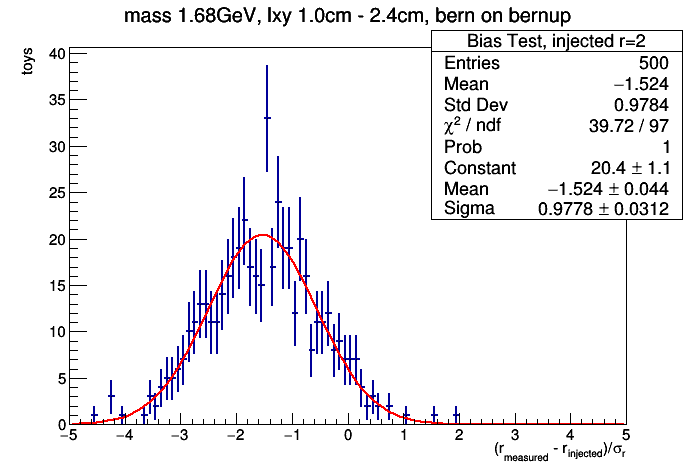 mass 1.68GeV, lxy 1.0cm - 2.4cm, bern on bernup
Bias Test, injected r=2
Entries 500
Mean −1.524
Std Dev 0.9784
χ² / ndf 39.72 / 97
Prob 1
Constant 20.4 ± 1.1
Mean −1.524 ± 0.044
Sigma 0.9778 ± 0.0312
toys
40
35
30
25
20
15
10
5
0
−5 −4 −3 −2 −1 0 1 2 3 4 5
(r_measured - r_injected)/σ_r